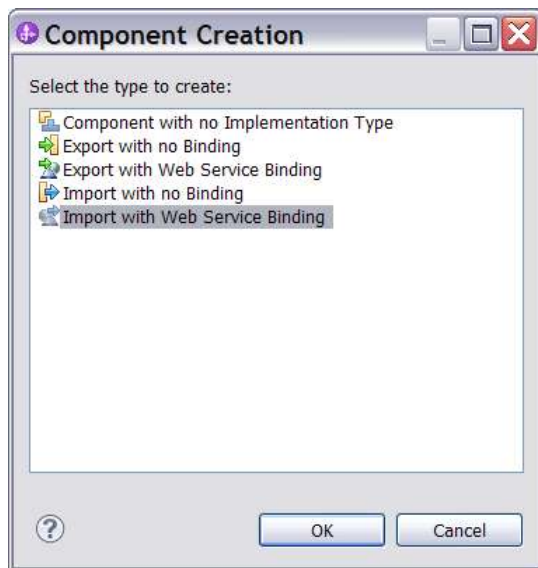 Component Creation
Select the type to create:
Component with no Implementation Type
Export with no Binding
Export with Web Service Binding
Import with no Binding
Import with Web Service Binding
?
OK
Cancel